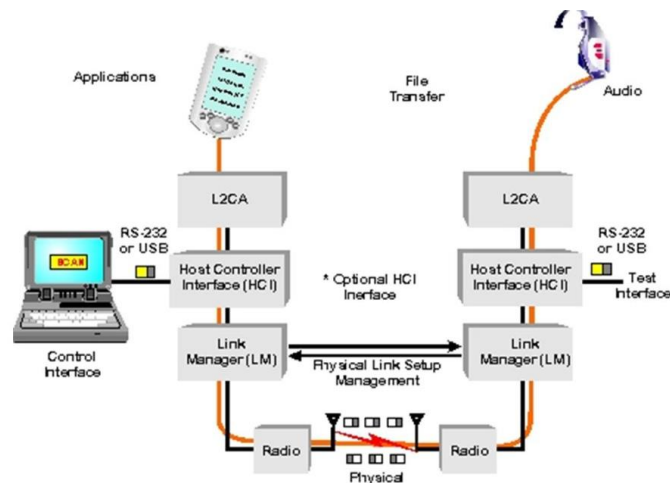 Applications
File
Transfer
Audio
L2CA
L2CA
RS-232
or USB
RS-232
or USB
SCAN
Host Controller
Interface (HCI)
* Optional HCI
Inerface
Host Controller
Interface (HCI)
Test
Interface
Control
Interface
Link
Manager (LM)
Physical Link Setup
Management
Link
Manager (LM)
Radio
Radio
Physical